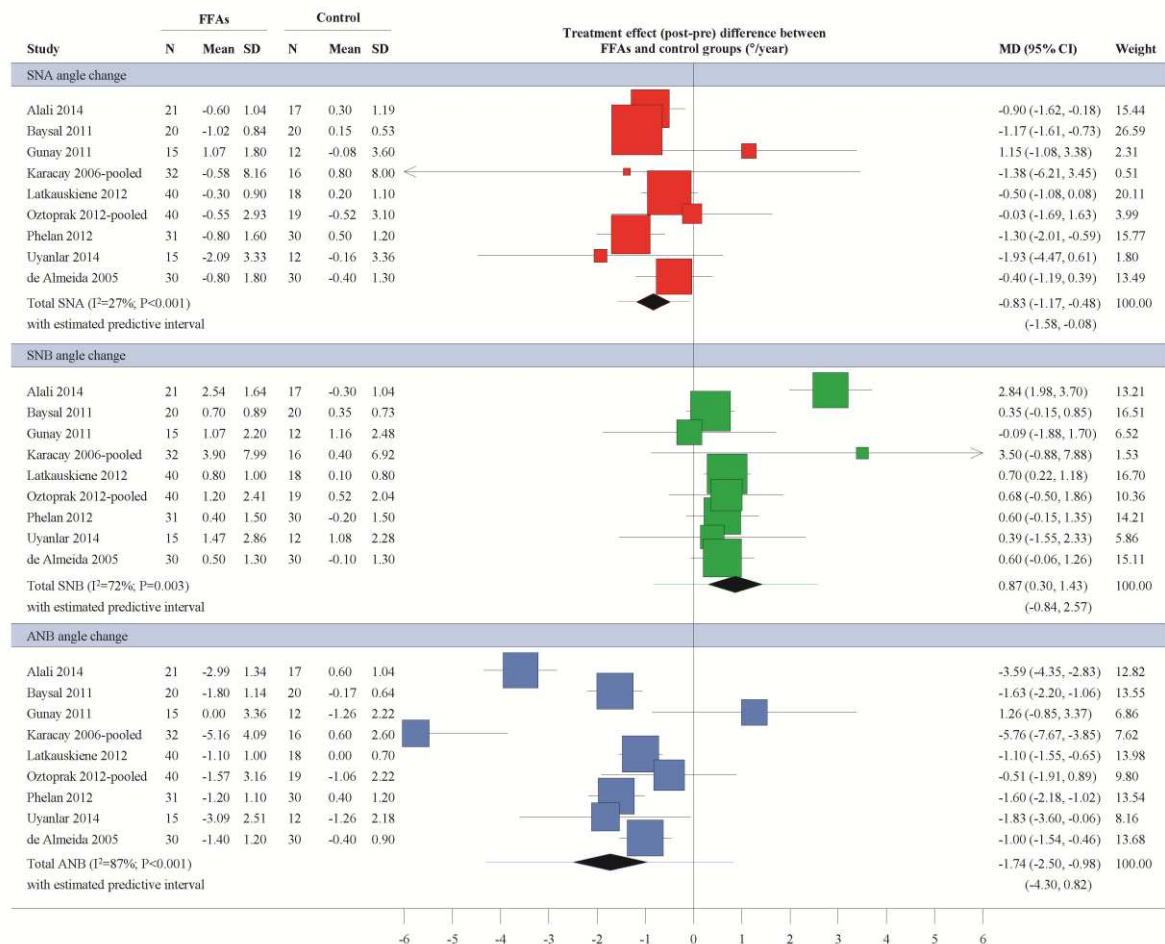 FFAs Control
Treatment effect (post-pre) difference between
FFAs and control groups (°/year)
Study N Mean SD N Mean SD MD (95% CI) Weight
SNA angle change
Alali 2014 21 -0.60 1.04 17 0.30 1.19 -0.90 (-1.62, -0.18) 15.44
Baysal 2011 20 -1.02 0.84 20 0.15 0.53 -1.17 (-1.61, -0.73) 26.59
Gunay 2011 15 1.07 1.80 12 -0.08 3.60 1.15 (-1.08, 3.38) 2.31
Karacay 2006-pooled 32 -0.58 8.16 16 0.80 8.00 -1.38 (-6.21, 3.45) 0.51
Latkauskiene 2012 40 -0.30 0.90 18 0.20 1.10 -0.50 (-1.08, 0.08) 20.11
Oztoprak 2012-pooled 40 -0.55 2.93 19 -0.52 3.10 -0.03 (-1.69, 1.63) 3.99
Phelan 2012 31 -0.80 1.60 30 0.50 1.20 -1.30 (-2.01, -0.59) 15.77
Uyanlar 2014 15 -2.09 3.33 12 -0.16 3.36 -1.93 (-4.47, 0.61) 1.80
de Almeida 2005 30 -0.80 1.80 30 -0.40 1.30 -0.40 (-1.19, 0.39) 13.49
Total SNA (I²=27%; P<0.001) -0.83 (-1.17, -0.48) 100.00
with estimated predictive interval (-1.58, -0.08)
SNB angle change
Alali 2014 21 2.54 1.64 17 -0.30 1.04 2.84 (1.98, 3.70) 13.21
Baysal 2011 20 0.70 0.89 20 0.35 0.73 0.35 (-0.15, 0.85) 16.51
Gunay 2011 15 1.07 2.20 12 1.16 2.48 -0.09 (-1.88, 1.70) 6.52
Karacay 2006-pooled 32 3.90 7.99 16 0.40 6.92 3.50 (-0.88, 7.88) 1.53
Latkauskiene 2012 40 0.80 1.00 18 0.10 0.80 0.70 (0.22, 1.18) 16.70
Oztoprak 2012-pooled 40 1.20 2.41 19 0.52 2.04 0.68 (-0.50, 1.86) 10.36
Phelan 2012 31 0.40 1.50 30 -0.20 1.50 0.60 (-0.15, 1.35) 14.21
Uyanlar 2014 15 1.47 2.86 12 1.08 2.28 0.39 (-1.55, 2.33) 5.86
de Almeida 2005 30 0.50 1.30 30 -0.10 1.30 0.60 (-0.06, 1.26) 15.11
Total SNB (I²=72%; P=0.003) 0.87 (0.30, 1.43) 100.00
with estimated predictive interval (-0.84, 2.57)
ANB angle change
Alali 2014 21 -2.99 1.34 17 0.60 1.04 -3.59 (-4.35, -2.83) 12.82
Baysal 2011 20 -1.80 1.14 20 -0.17 0.64 -1.63 (-2.20, -1.06) 13.55
Gunay 2011 15 0.00 3.36 12 -1.26 2.22 1.26 (-0.85, 3.37) 6.86
Karacay 2006-pooled 32 -5.16 4.09 16 0.60 2.60 -5.76 (-7.67, -3.85) 7.62
Latkauskiene 2012 40 -1.10 1.00 18 0.00 0.70 -1.10 (-1.55, -0.65) 13.98
Oztoprak 2012-pooled 40 -1.57 3.16 19 -1.06 2.22 -0.51 (-1.91, 0.89) 9.80
Phelan 2012 31 -1.20 1.10 30 0.40 1.20 -1.60 (-2.18, -1.02) 13.54
Uyanlar 2014 15 -3.09 2.51 12 -1.26 2.18 -1.83 (-3.60, -0.06) 8.16
de Almeida 2005 30 -1.40 1.20 30 -0.40 0.90 -1.00 (-1.54, -0.46) 13.68
Total ANB (I²=87%; P<0.001) -1.74 (-2.50, -0.98) 100.00
with estimated predictive interval (-4.30, 0.82)
-6 -5 -4 -3 -2 -1 0 1 2 3 4 5 6